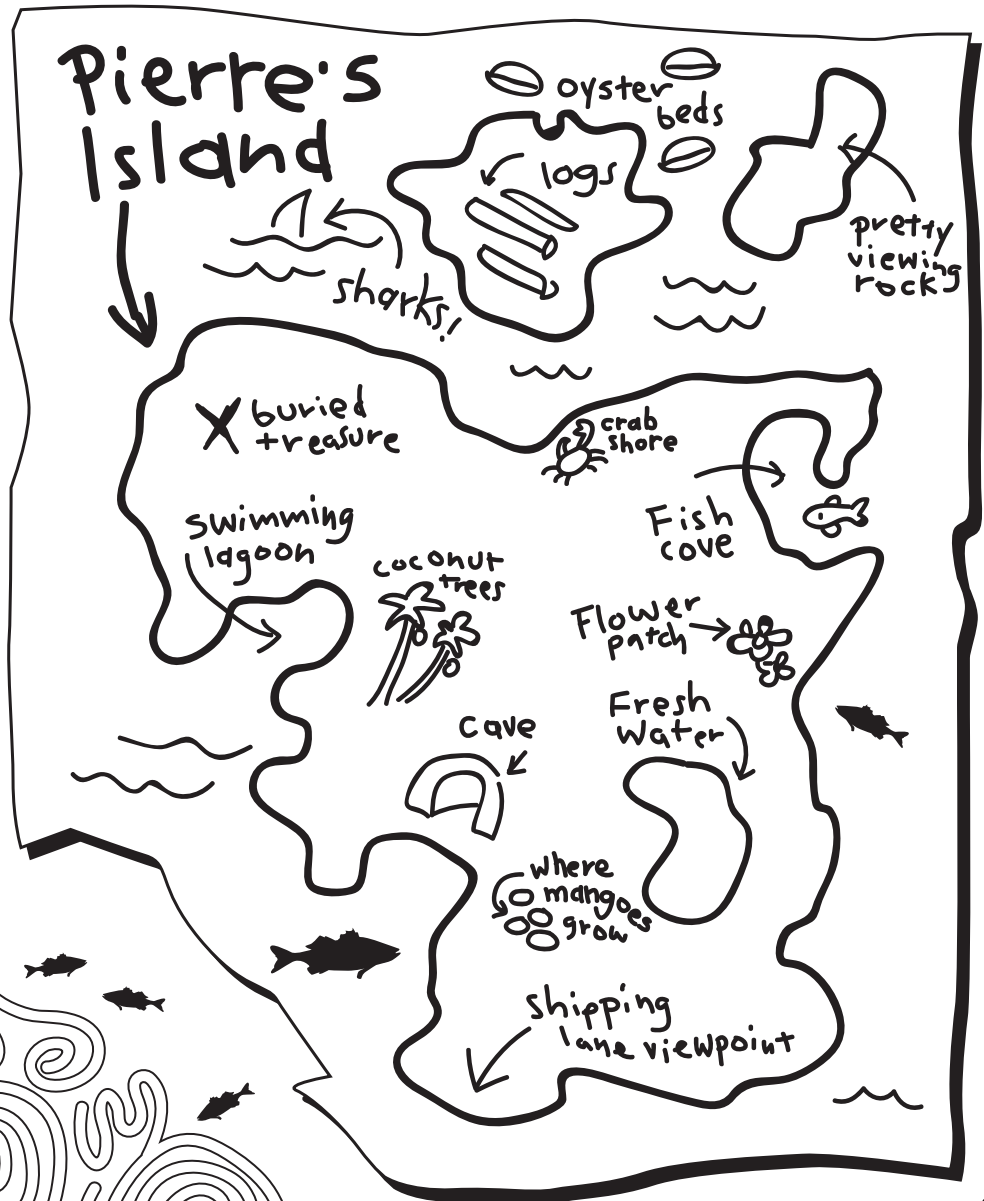 Pierre's
Island
oyster
beds
logs
pretty
viewing
rock
sharks!
buried
treasure
crab
shore
swimming
lagoon
Fish
cove
coconut
trees
Flower
patch
Fresh
Water
cave
where
mangoes
grow
shipping
lane viewpoint